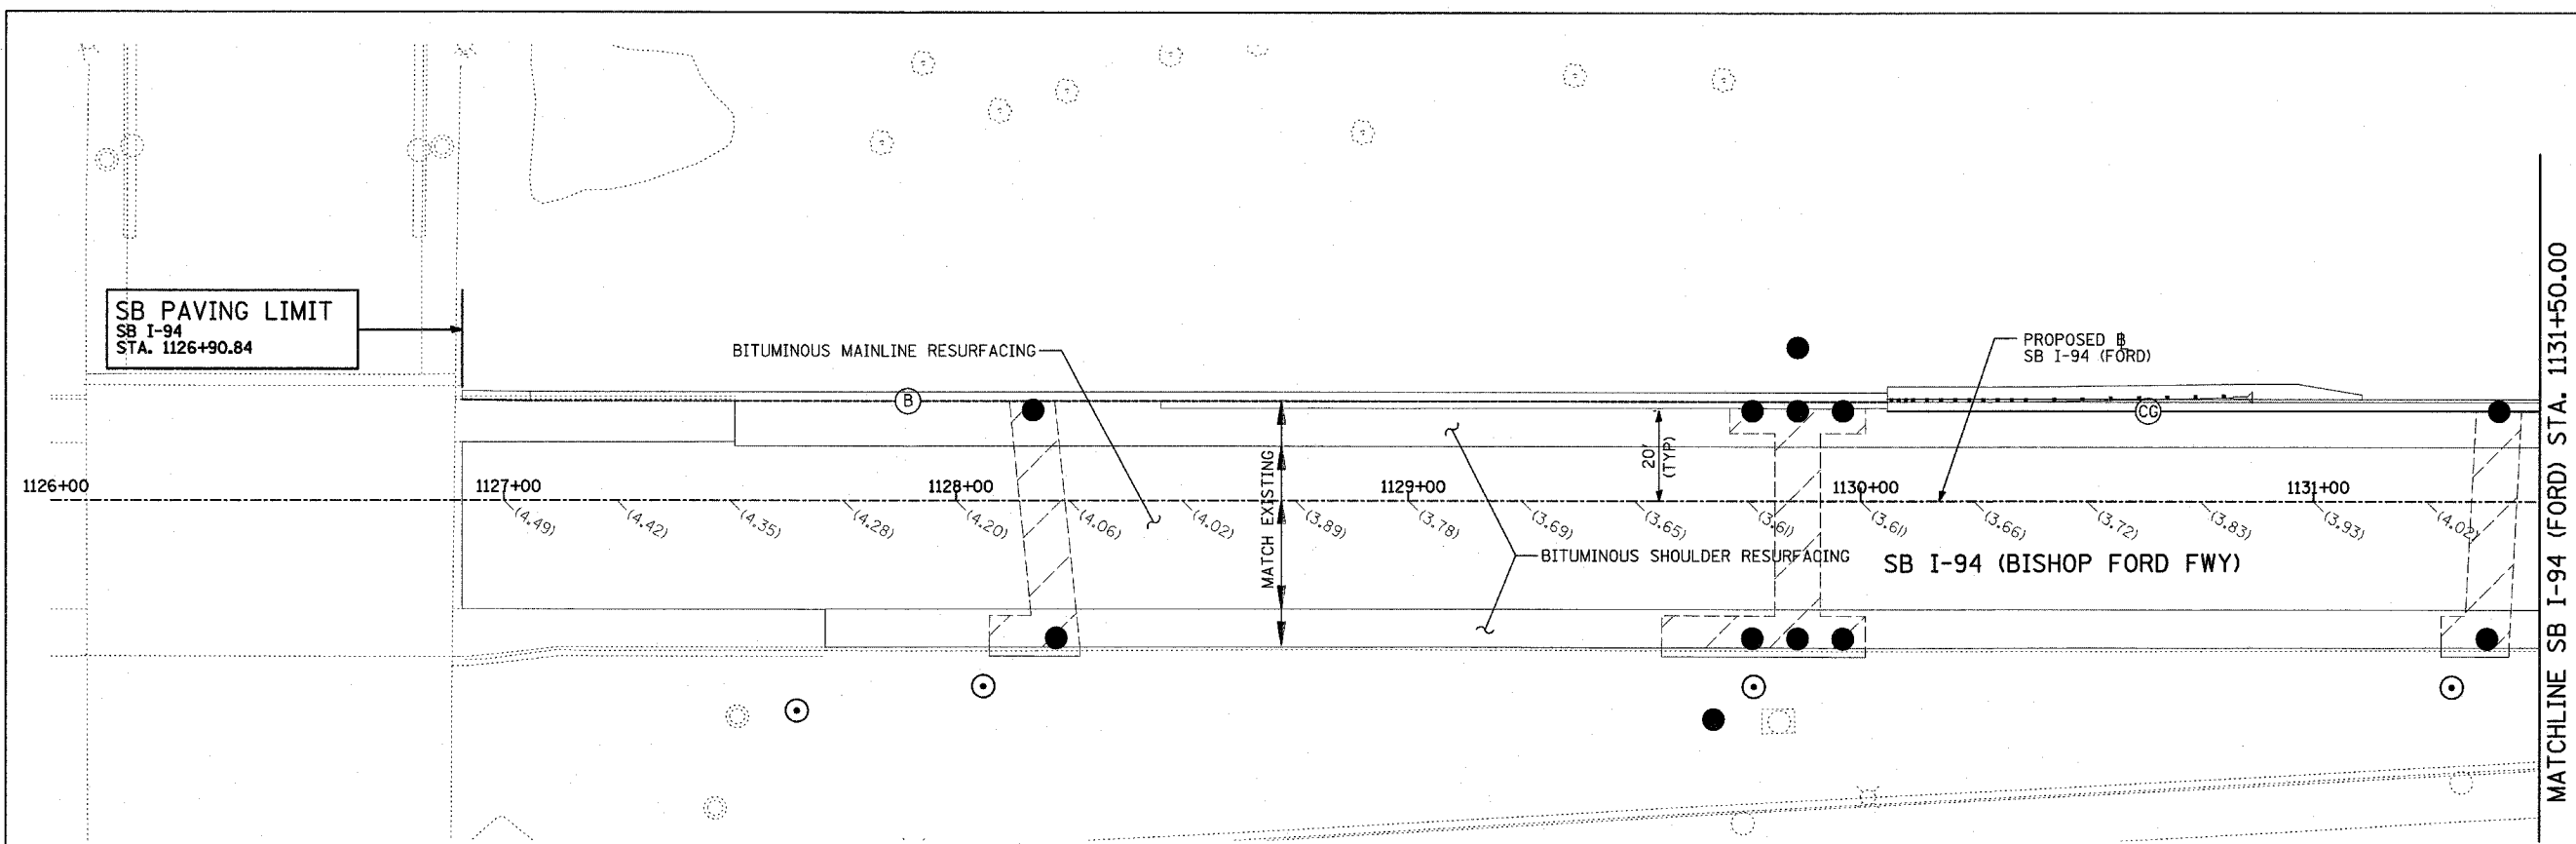 SB PAVING LIMIT
SB I-94
STA. 1126+90.84
BITUMINOUS MAINLINE RESURFACING
PROPOSED
SB I-94 (FORD)
B
CG
20'
(TYP)
MATCH EXISTING
1126+00
1127+00
1128+00
1129+00
1130+00
1131+00
(4.49)
(4.42)
(4.35)
(4.28)
(4.20)
(4.06)
(4.02)
(3.89)
(3.78)
(3.69)
(3.65)
(3.61)
(3.61)
(3.66)
(3.72)
(3.83)
(3.93)
(4.02)
BITUMINOUS SHOULDER RESURFACING
SB I-94 (BISHOP FORD FWY)
MATCHLINE SB I-94 (FORD) STA. 1131+50.00